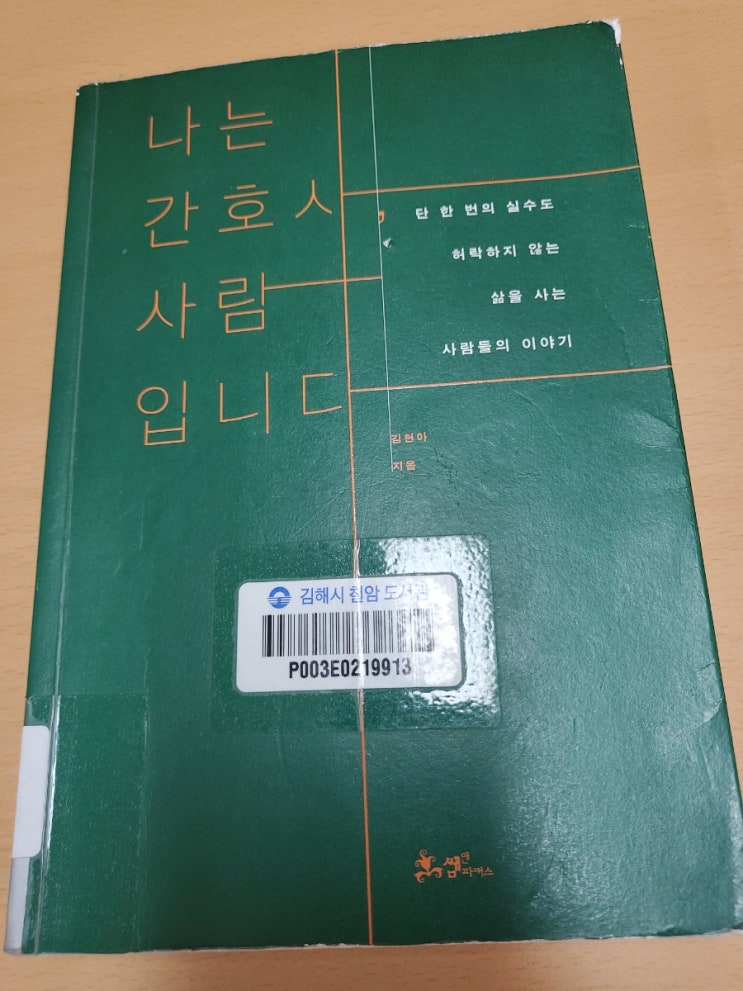 나는
간호사,
사람
입니다
단 한 번의 실수도
허락하지 않는
삶을 사는
사람들의 이야기
김현아
지음
김해시 칠암 도서관
P003E0219913
쌤앤파커스